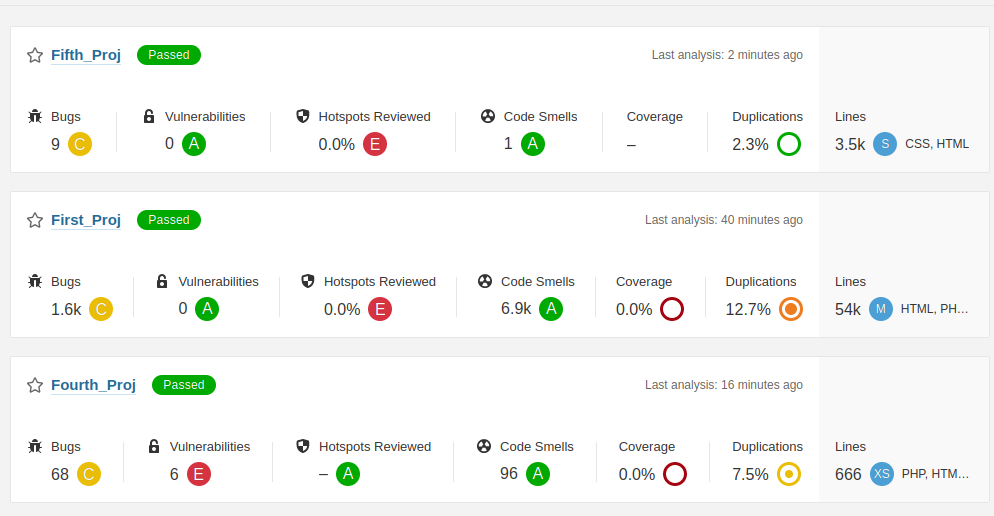 Fifth_Proj Passed Last analysis: 2 minutes ago
Bugs Vulnerabilities Hotspots Reviewed Code Smells Coverage Duplications Lines
9 C 0 A 0.0% E 1 A – 2.3% 3.5k S CSS, HTML
First_Proj Passed Last analysis: 40 minutes ago
Bugs Vulnerabilities Hotspots Reviewed Code Smells Coverage Duplications Lines
1.6k C 0 A 0.0% E 6.9k A 0.0% 12.7% 54k M HTML, PH...
Fourth_Proj Passed Last analysis: 16 minutes ago
Bugs Vulnerabilities Hotspots Reviewed Code Smells Coverage Duplications Lines
68 C 6 E – A 96 A 0.0% 7.5% 666 XS PHP, HTM...